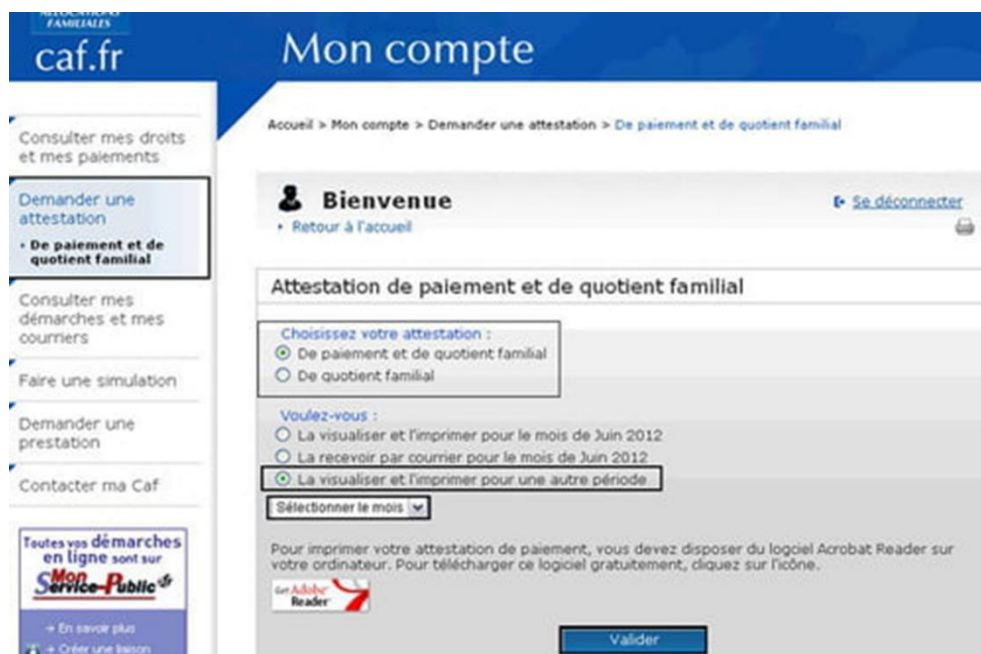 ALLOCATIONS
FAMILIALES
caf.fr
Mon compte
Accueil > Mon compte > Demander une attestation > De paiement et de quotient familial
Consulter mes droits
et mes paiements
Demander une
attestation
De paiement et de
quotient familial
Consulter mes
démarches et mes
courriers
Faire une simulation
Demander une
prestation
Contacter ma Caf
Toutes vos démarches
en ligne sont sur
Mon
Service-Public
En savoir plus
Créer une liaison
Bienvenue
Se déconnecter
Retour à l'accueil
Attestation de paiement et de quotient familial
Choisissez votre attestation :
De paiement et de quotient familial
De quotient familial
Voulez-vous :
La visualiser et l'imprimer pour le mois de Juin 2012
La recevoir par courrier pour le mois de Juin 2012
La visualiser et l'imprimer pour une autre période
Sélectionner le mois
Pour imprimer votre attestation de paiement, vous devez disposer du logciel Acrobat Reader sur
votre ordinateur. Pour télécharger ce logiciel gratuitement, cliquez sur l'icône.
Get Adobe
Reader
Valider